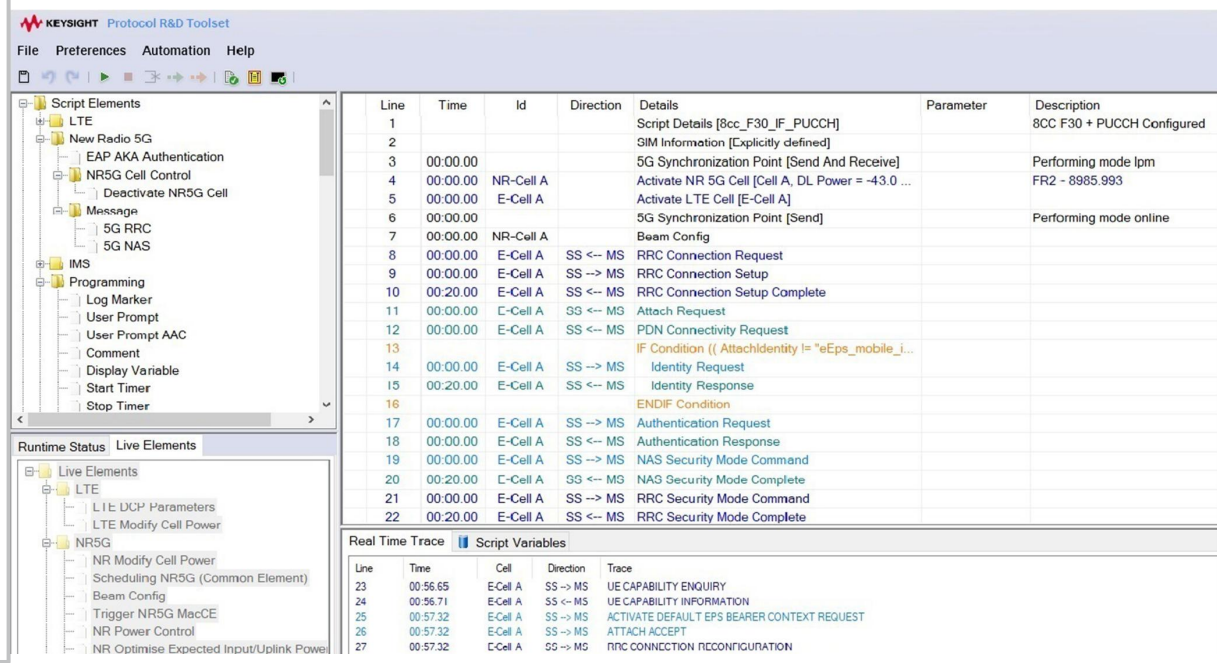 KEYSIGHT Protocol R&D Toolset
File Preferences Automation Help
Script Elements
LTE
New Radio 5G
EAP AKA Authentication
NR5G Cell Control
Deactivate NR5G Cell
Message
5G RRC
5G NAS
IMS
Programming
Log Marker
User Prompt
User Prompt AAC
Comment
Display Variable
Start Timer
Stop Timer
Runtime Status Live Elements
Live Elements
LTE
LTE DCP Parameters
LTE Modify Cell Power
NR5G
NR Modify Cell Power
Scheduling NR5G (Common Element)
Beam Config
Trigger NR5G MacCE
NR Power Control
NR Optimise Expected Input/Uplink Power
Line Time Id Direction Details Parameter Description
1 Script Details [8cc_F30_IF_PUCCH] 8CC F30 + PUCCH Configured
2 SIM Information [Explicitly defined]
3 00:00.00 5G Synchronization Point [Send And Receive] Performing mode lpm
4 00:00.00 NR-Cell A Activate NR 5G Cell [Cell A, DL Power = -43.0 ... FR2 - 8985.993
5 00:00.00 E-Cell A Activate LTE Cell [E-Cell A]
6 00:00.00 5G Synchronization Point [Send] Performing mode online
7 00:00.00 NR-Cell A Beam Config
8 00:00.00 E-Cell A SS <-- MS RRC Connection Request
9 00:00.00 E-Cell A SS --> MS RRC Connection Setup
10 00:20.00 E-Cell A SS <-- MS RRC Connection Setup Complete
11 00:00.00 E-Cell A SS <-- MS Attach Request
12 00:00.00 E-Cell A SS <-- MS PDN Connectivity Request
13 IF Condition (( AttachIdentity != "eEps_mobile_i...
14 00:00.00 E-Cell A SS --> MS Identity Request
15 00:20.00 E-Cell A SS <-- MS Identity Response
16 ENDIF Condition
17 00:00.00 E-Cell A SS --> MS Authentication Request
18 00:00.00 E-Cell A SS <-- MS Authentication Response
19 00:00.00 E-Cell A SS --> MS NAS Security Mode Command
20 00:20.00 E-Cell A SS <-- MS NAS Security Mode Complete
21 00:00.00 E-Cell A SS --> MS RRC Security Mode Command
22 00:20.00 E-Cell A SS <-- MS RRC Security Mode Complete
Real Time Trace Script Variables
Line Time Cell Direction Trace
23 00:56.65 E-Cell A SS --> MS UE CAPABILITY ENQUIRY
24 00:56.71 E-Cell A SS <-- MS UE CAPABILITY INFORMATION
25 00:57.32 E-Cell A SS --> MS ACTIVATE DEFAULT EPS BEARER CONTEXT REQUEST
26 00:57.32 E-Cell A SS --> MS ATTACH ACCEPT
27 00:57.32 E-Cell A SS --> MS RRC CONNECTION RECONFIGURATION